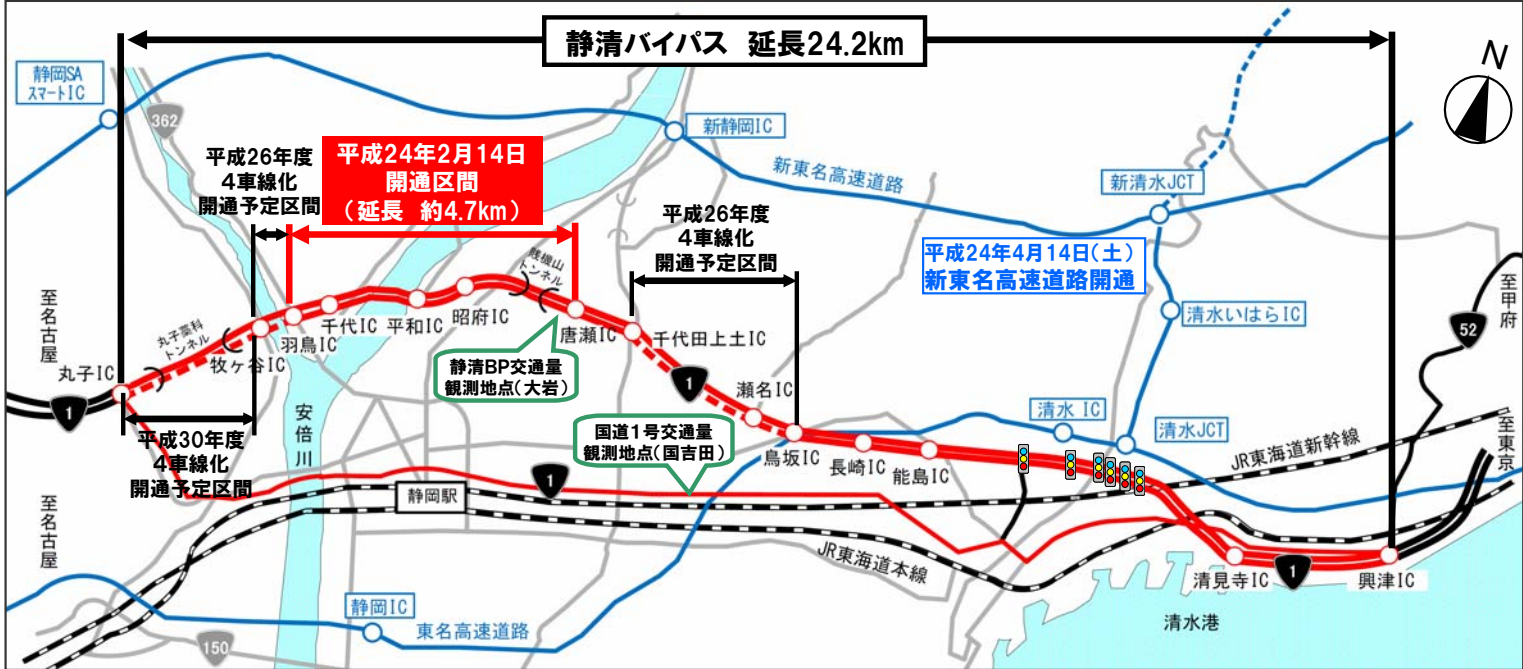 静清バイパス 延長24.2km
N
静岡SA
スマートIC
362
平成26年度
4車線化
開通予定区間
平成24年2月14日
開通区間
(延長 約4.7km)
新静岡IC
新東名高速道路
新清水JCT
平成26年度
4車線化
開通予定区間
平成24年4月14日(土)
新東名高速道路開通
至甲府
52
清水いはらIC
至名古屋
賎機山
トンネル
丸子藁科
トンネル
丸子IC
牧ヶ谷IC
羽鳥IC
千代IC
平和IC
昭府IC
唐瀬IC
千代田上土IC
静清BP交通量
観測地点(大岩)
1
1
瀬名IC
平成30年度
4車線化
開通予定区間
安倍川
国道1号交通量
観測地点(国吉田)
鳥坂IC
長崎IC
能島IC
清水 IC
清水JCT
JR東海道新幹線
至東京
至名古屋
静岡駅
1
JR東海道本線
清見寺IC
1
興津IC
静岡IC
東名高速道路
150
清水港